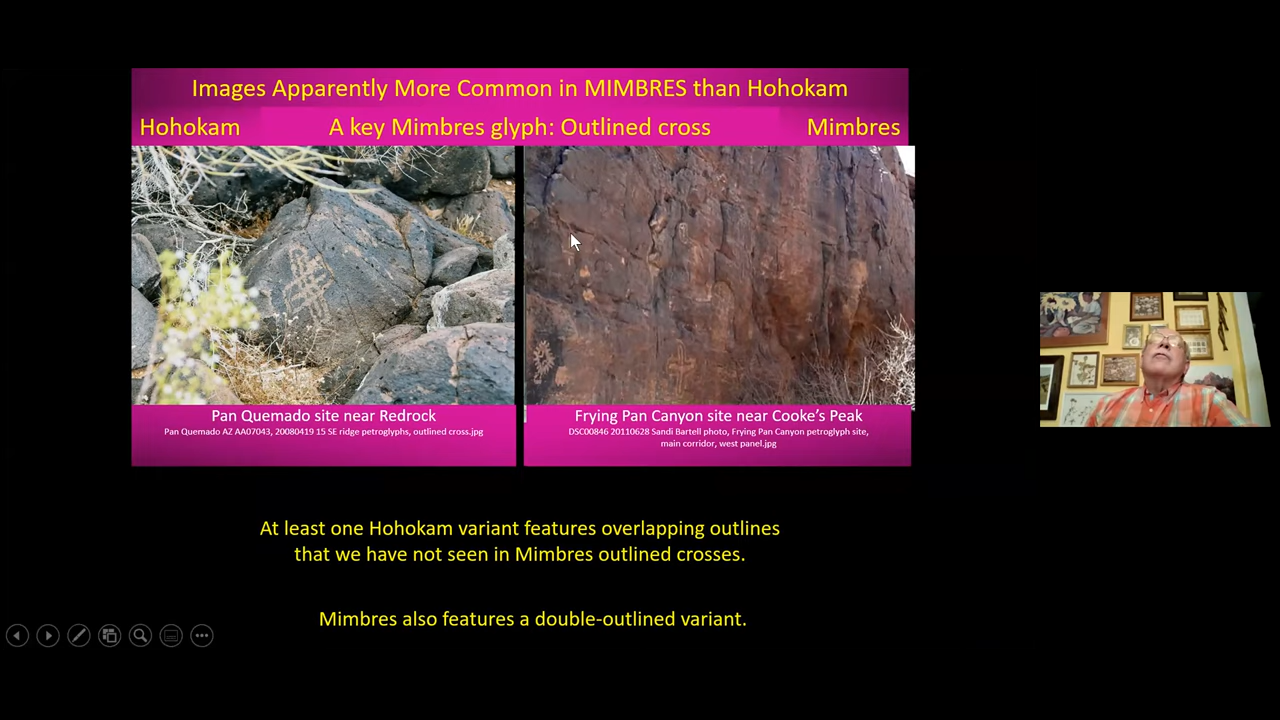 Images Apparently More Common in MIMBRES than Hohokam
Hohokam
A key Mimbres glyph: Outlined cross
Mimbres
Pan Quemado site near Redrock
Pan Quemado AZ AA07043, 20080419 15 SE ridge petroglyphs, outlined cross.jpg
Frying Pan Canyon site near Cooke's Peak
DSC00846 20110628 Sandi Bartell photo, Frying Pan Canyon petroglyph site,
main corridor, west panel.jpg
At least one Hohokam variant features overlapping outlines
that we have not seen in Mimbres outlined crosses.
Mimbres also features a double-outlined variant.